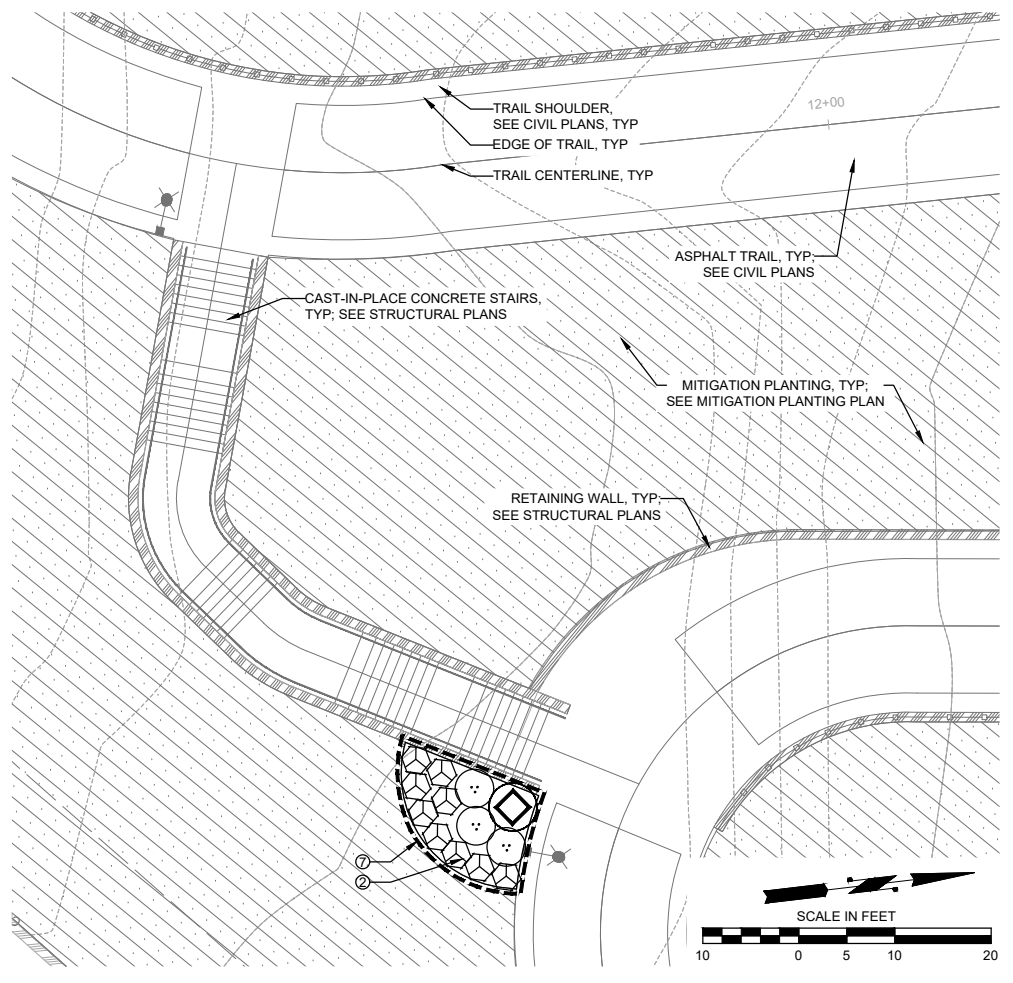 12+00
TRAIL SHOULDER,
SEE CIVIL PLANS, TYP
EDGE OF TRAIL, TYP
TRAIL CENTERLINE, TYP
ASPHALT TRAIL, TYP;
SEE CIVIL PLANS
CAST-IN-PLACE CONCRETE STAIRS,
TYP; SEE STRUCTURAL PLANS
MITIGATION PLANTING, TYP;
SEE MITIGATION PLANTING PLAN
RETAINING WALL, TYP;
SEE STRUCTURAL PLANS
7
2
SCALE IN FEET
10 0 5 10 20